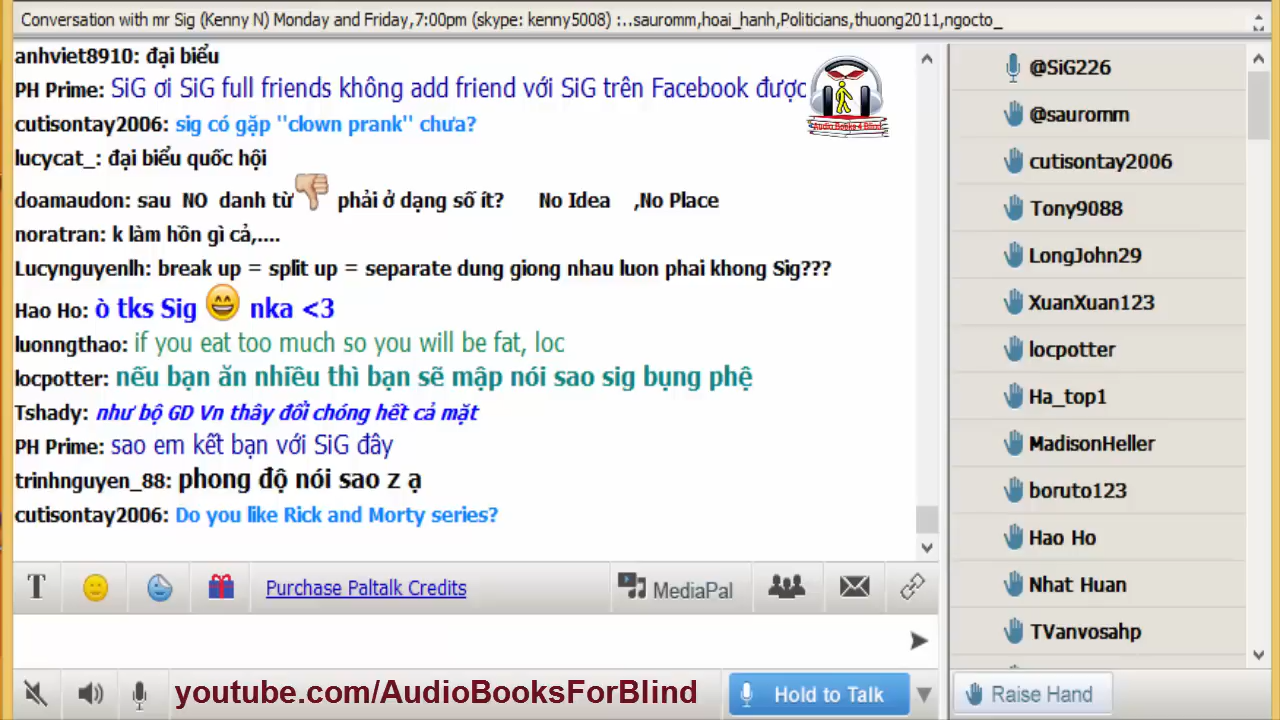 Conversation with mr Sig (Kenny N) Monday and Friday,7:00pm (skype: kenny5008) :..sauromm,hoai_hanh,Politicians,thuong2011,ngocto_
anhviet8910: đại biểu
PH Prime: SiG ơi SiG full friends không add friend với SiG trên Facebook được
cutisontay2006: sig có gặp "clown prank" chưa?
lucycat_: đại biểu quốc hội
doamaudon: sau NO danh từ 👎 phải ở dạng số ít? No Idea ,No Place
noratran: k làm hồn gì cả,....
Lucynguyenlh: break up = split up = separate dung giong nhau luon phai khong Sig???
Hao Ho: ò tks Sig 😄 nka <3
luonngthao: if you eat too much so you will be fat, loc
locpotter: nếu bạn ăn nhiều thì bạn sẽ mập nói sao sig bụng phệ
Tshady: như bộ GD Vn thây đổi chóng hết cả mặt
PH Prime: sao em kết bạn với SiG đây
trinhnguyen_88: phong độ nói sao z ạ
cutisontay2006: Do you like Rick and Morty series?
Audio Books 4 Blind
@SiG226
@sauromm
cutisontay2006
Tony9088
LongJohn29
XuanXuan123
locpotter
Ha_top1
MadisonHeller
boruto123
Hao Ho
Nhat Huan
TVanvosahp
T
Purchase Paltalk Credits
MediaPal
youtube.com/AudioBooksForBlind
Hold to Talk
Raise Hand